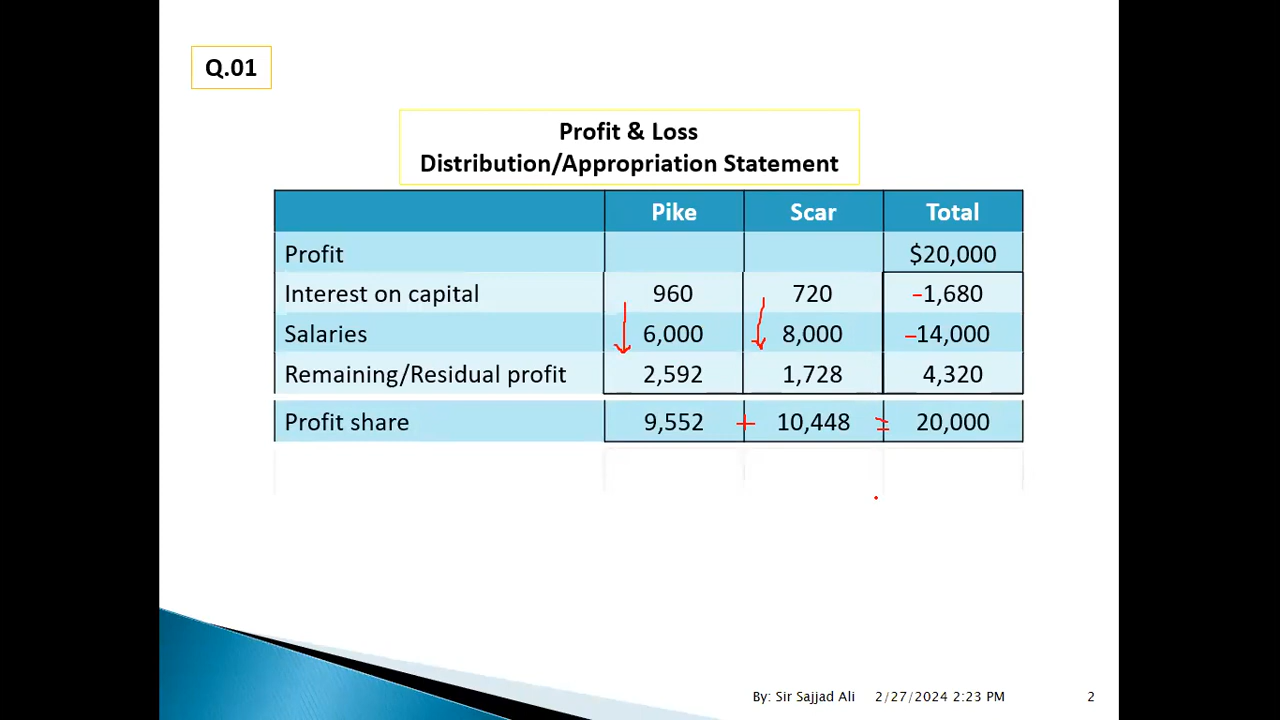 Q.01
Profit & Loss
Distribution/Appropriation Statement
Pike Scar Total
Profit $20,000
Interest on capital 960 720 -1,680
Salaries 6,000 8,000 -14,000
Remaining/Residual profit 2,592 1,728 4,320
Profit share 9,552 + 10,448 = 20,000
By: Sir Sajjad Ali 2/27/2024 2:23 PM 2